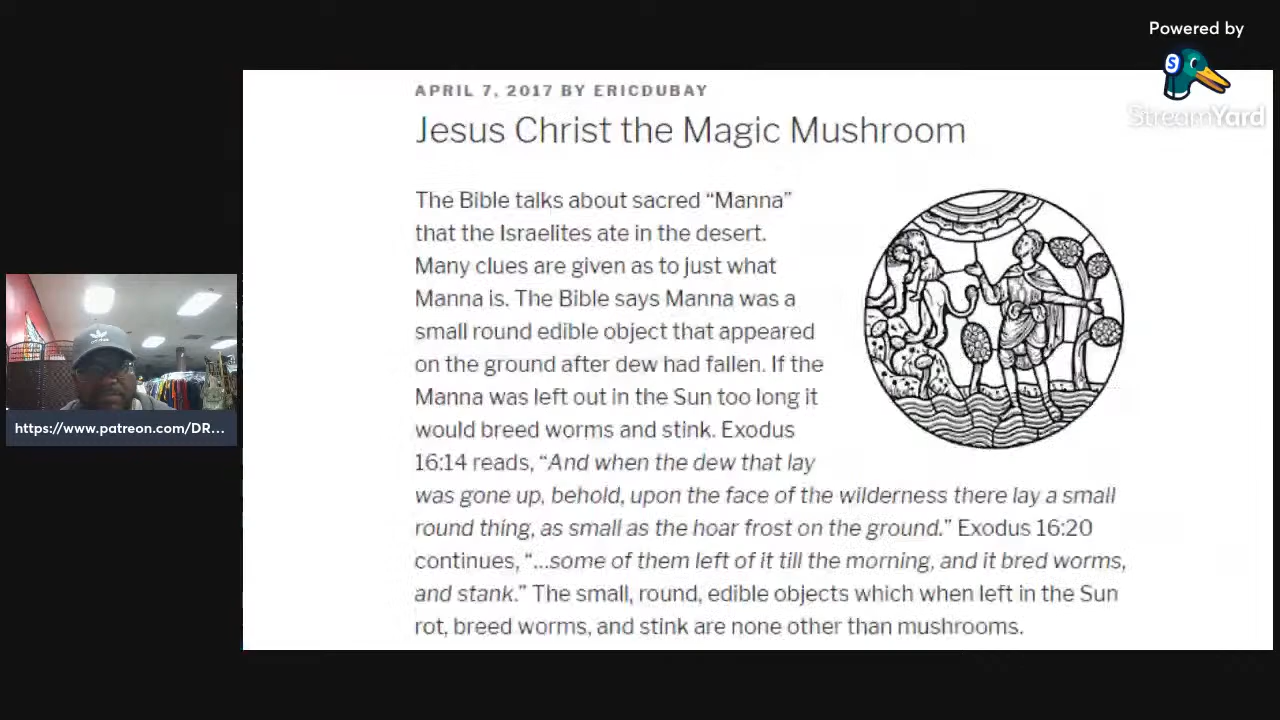 Powered by
S
StreamYard
APRIL 7, 2017 BY ERICDUBAY
Jesus Christ the Magic Mushroom
The Bible talks about sacred “Manna”
that the Israelites ate in the desert.
Many clues are given as to just what
Manna is. The Bible says Manna was a
small round edible object that appeared
on the ground after dew had fallen. If the
Manna was left out in the Sun too long it
would breed worms and stink. Exodus
16:14 reads, “And when the dew that lay
was gone up, behold, upon the face of the wilderness there lay a small
round thing, as small as the hoar frost on the ground.” Exodus 16:20
continues, “…some of them left of it till the morning, and it bred worms,
and stank.” The small, round, edible objects which when left in the Sun
rot, breed worms, and stink are none other than mushrooms.
https://www.patreon.com/DR...